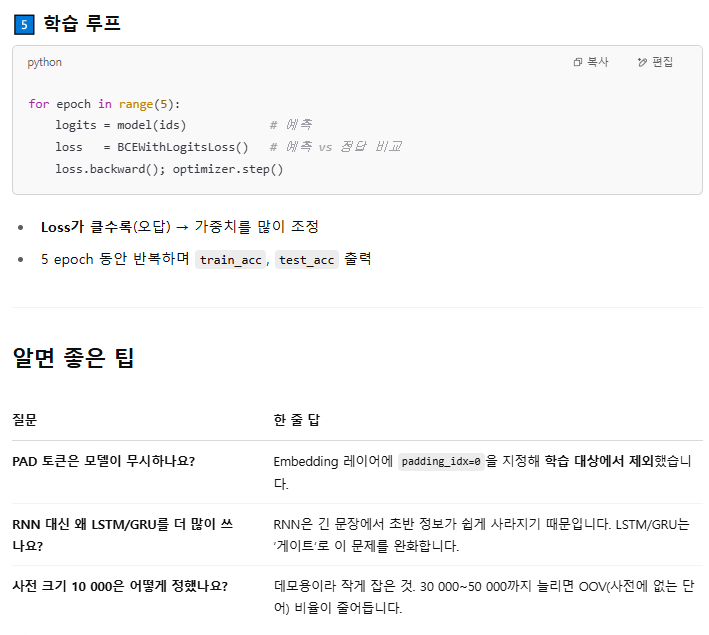 5 학습 루프
python 복사 편집
for epoch in range(5):
logits = model(ids) # 예측
loss = BCEWithLogitsLoss() # 예측 vs 정답 비교
loss.backward(); optimizer.step()
Loss가 클수록(오답) → 가중치를 많이 조정
5 epoch 동안 반복하며 train_acc, test_acc 출력
알면 좋은 팁
질문 한 줄 답
PAD 토큰은 모델이 무시하나요? Embedding 레이어에 padding_idx=0을 지정해 학습 대상에서 제외했습니
다.
RNN 대신 왜 LSTM/GRU를 더 많이 쓰 RNN은 긴 문장에서 초반 정보가 쉽게 사라지기 때문입니다. LSTM/GRU는
나요? ‘게이트’로 이 문제를 완화합니다.
사전 크기 10 000은 어떻게 정했나요? 데모용이라 작게 잡은 것. 30 000~50 000까지 늘리면 OOV(사전에 없는 단
어) 비율이 줄어듭니다.